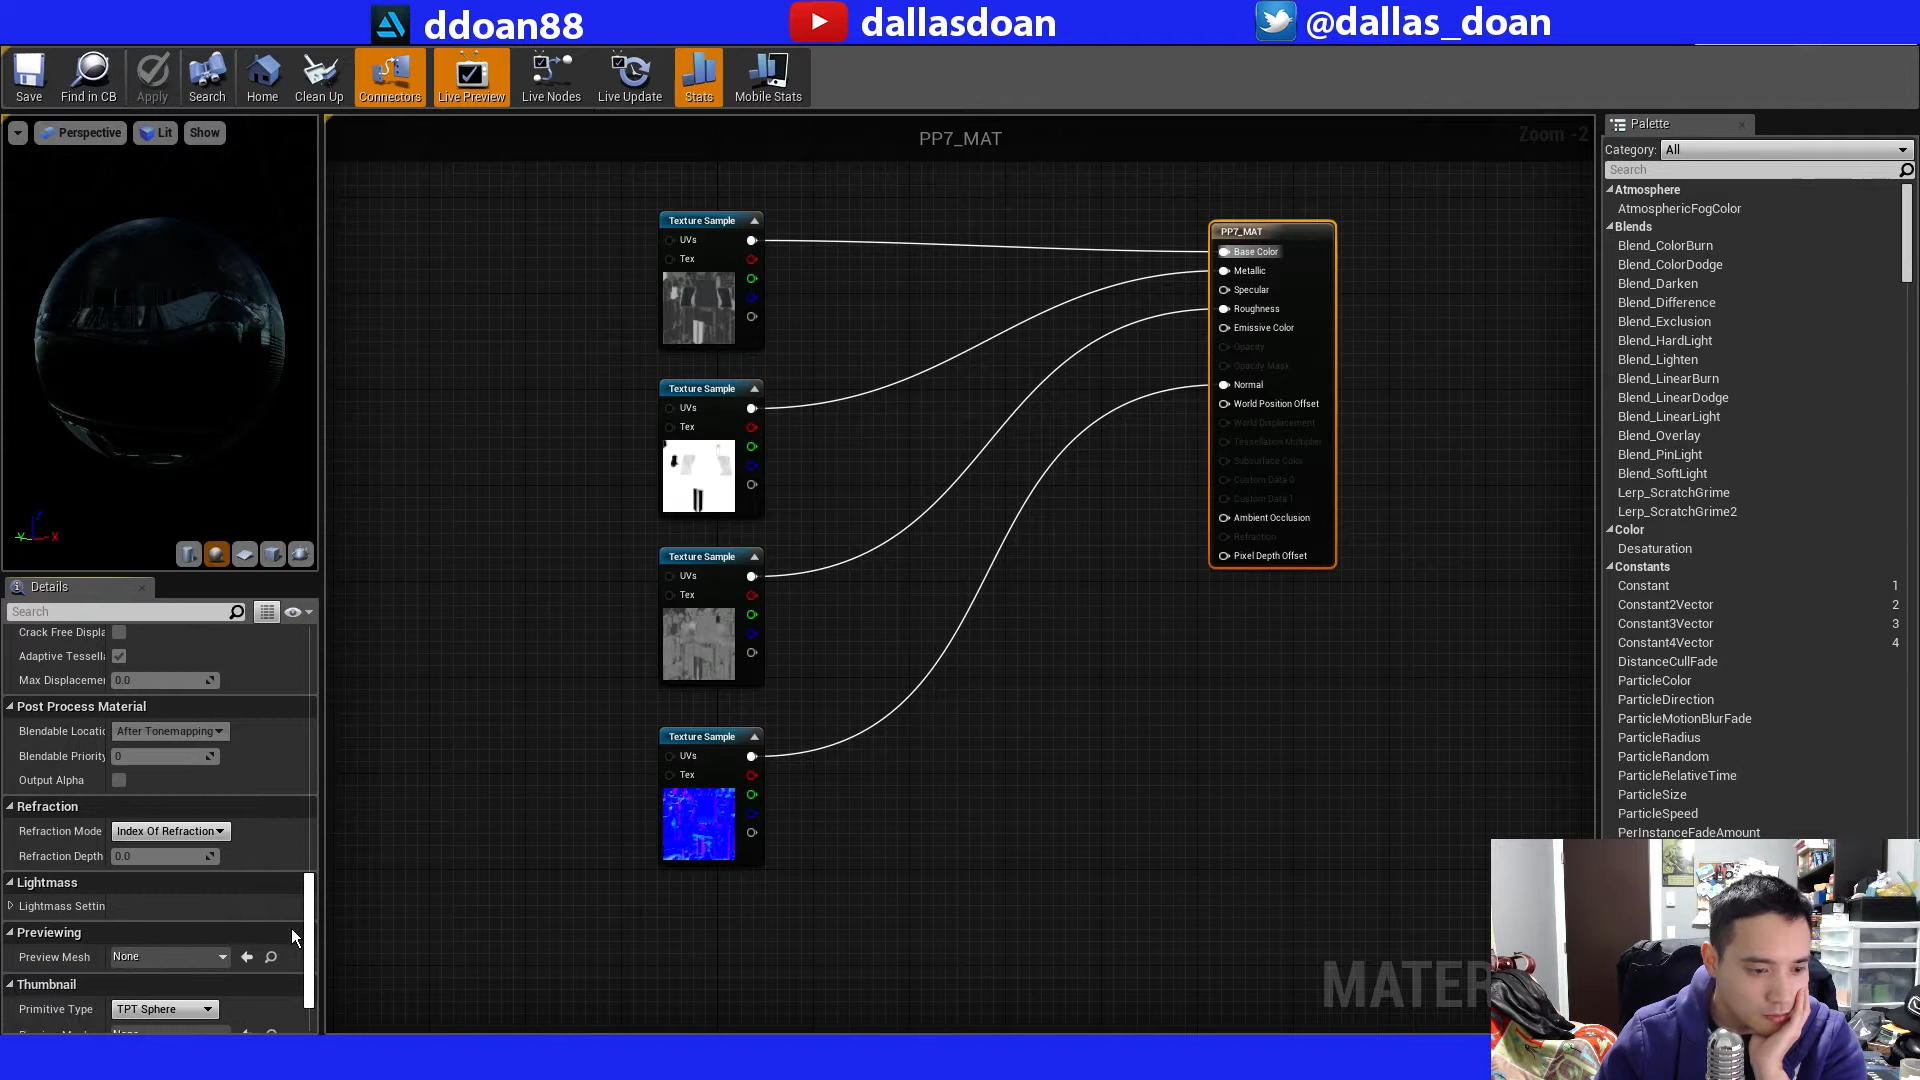 ddoan88
dallasdoan
@dallas_doan
Save
Find in CB
Apply
Search
Home
Clean Up
Connectors
Live Preview
Live Nodes
Live Update
Stats
Mobile Stats
Perspective
Lit
Show
PP7_MAT
Zoom -2
Palette
Category:
All
Search
Atmosphere
AtmosphericFogColor
Blends
Blend_ColorBurn
Blend_ColorDodge
Blend_Darken
Blend_Difference
Blend_Exclusion
Blend_HardLight
Blend_Lighten
Blend_LinearBurn
Blend_LinearDodge
Blend_LinearLight
Blend_Overlay
Blend_PinLight
Blend_SoftLight
Lerp_ScratchGrime
Lerp_ScratchGrime2
Color
Desaturation
Constants
Constant 1
Constant2Vector 2
Constant3Vector 3
Constant4Vector 4
DistanceCullFade
ParticleColor
ParticleDirection
ParticleMotionBlurFade
ParticleRadius
ParticleRandom
ParticleRelativeTime
ParticleSize
ParticleSpeed
PerInstanceFadeAmount
Texture Sample
UVs
Tex
Texture Sample
UVs
Tex
Texture Sample
UVs
Tex
Texture Sample
UVs
Tex
PP7_MAT
Base Color
Metallic
Specular
Roughness
Emissive Color
Opacity
Opacity Mask
Normal
World Position Offset
World Displacement
Tessellation Multiplier
Subsurface Color
Custom Data 0
Custom Data 1
Ambient Occlusion
Refraction
Pixel Depth Offset
MATER
Y
X
Details
Search
Crack Free Displa
Adaptive Tessella
Max Displacemen
0.0
Post Process Material
Blendable Locatic
After Tonemapping
Blendable Priority
0
Output Alpha
Refraction
Refraction Mode
Index Of Refraction
Refraction Depth
0.0
Lightmass
Lightmass Settin
Previewing
Preview Mesh
None
Thumbnail
Primitive Type
TPT Sphere